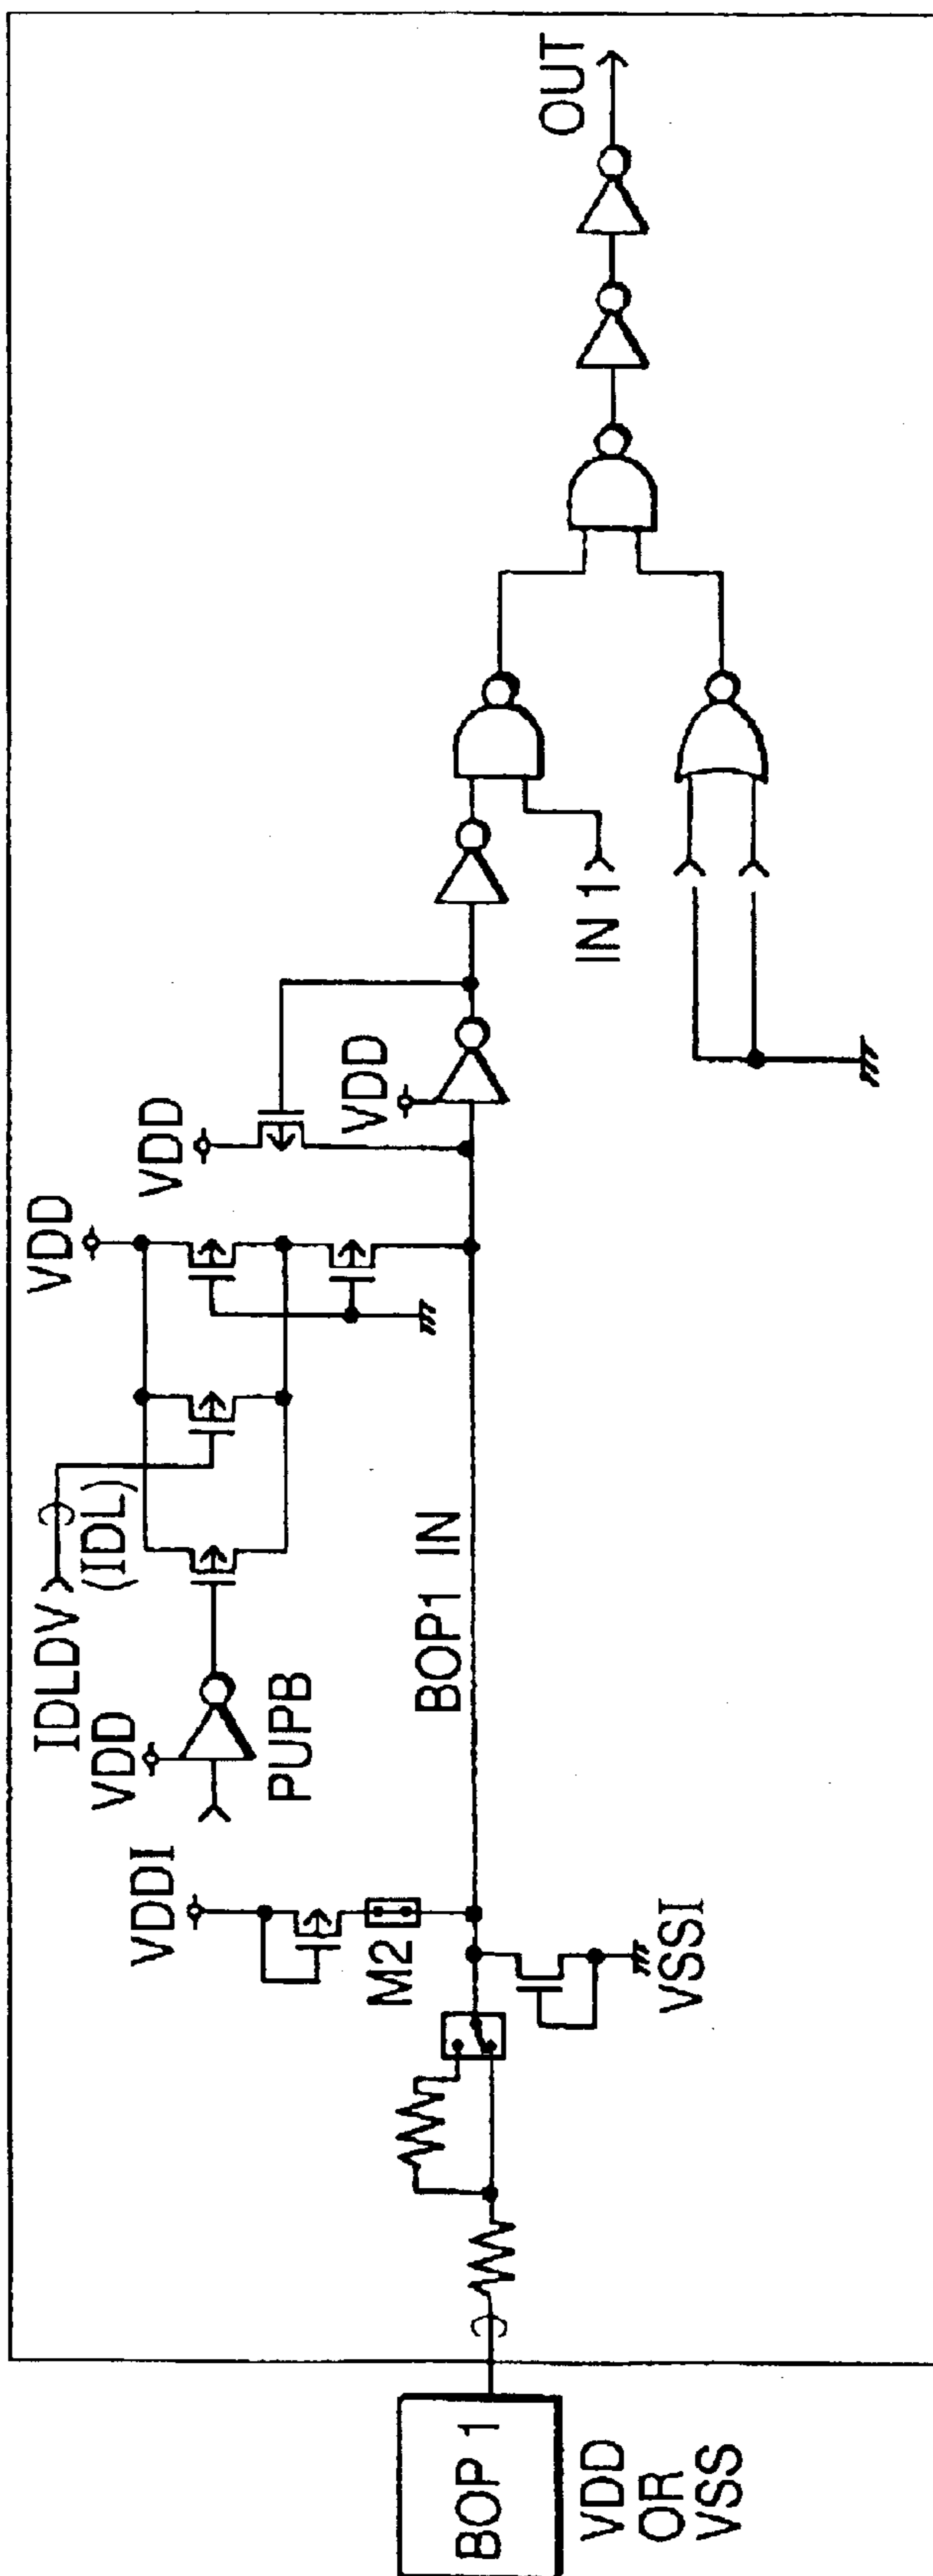 BOP 1
VDD
OR
VSS
VDDI
M2
VSSI
BOP1 IN
VDD
PUPB
IDLDV
(IDL)
VDD
VDD
VDD
IN 1
OUT